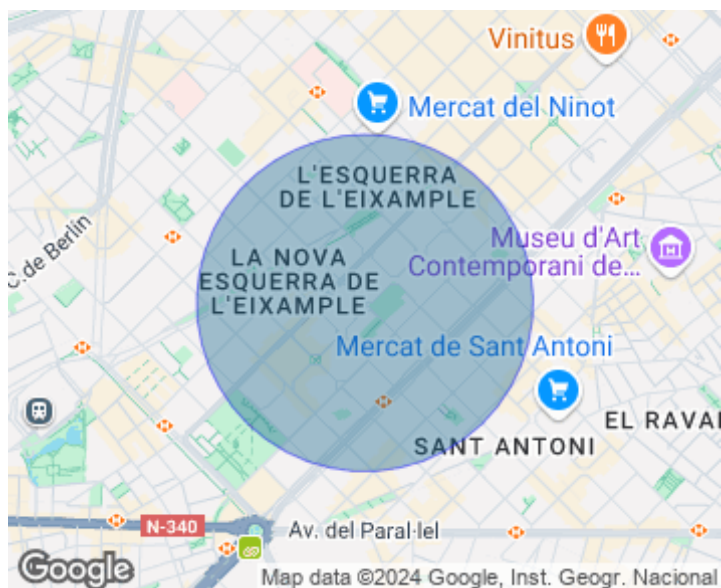 Vinitus
Mercat del Ninot
L'ESQUERRA
DE L'EIXAMPLE
C. de Berlín
LA NOVA
ESQUERRA DE
L'EIXAMPLE
Museu d'Art
Contemporani de...
Mercat de Sant Antoni
EL RAVAL
SANT ANTONI
N-340
Av. del Paral·lel
Google
Map data ©2024 Google, Inst. Geogr. Nacional